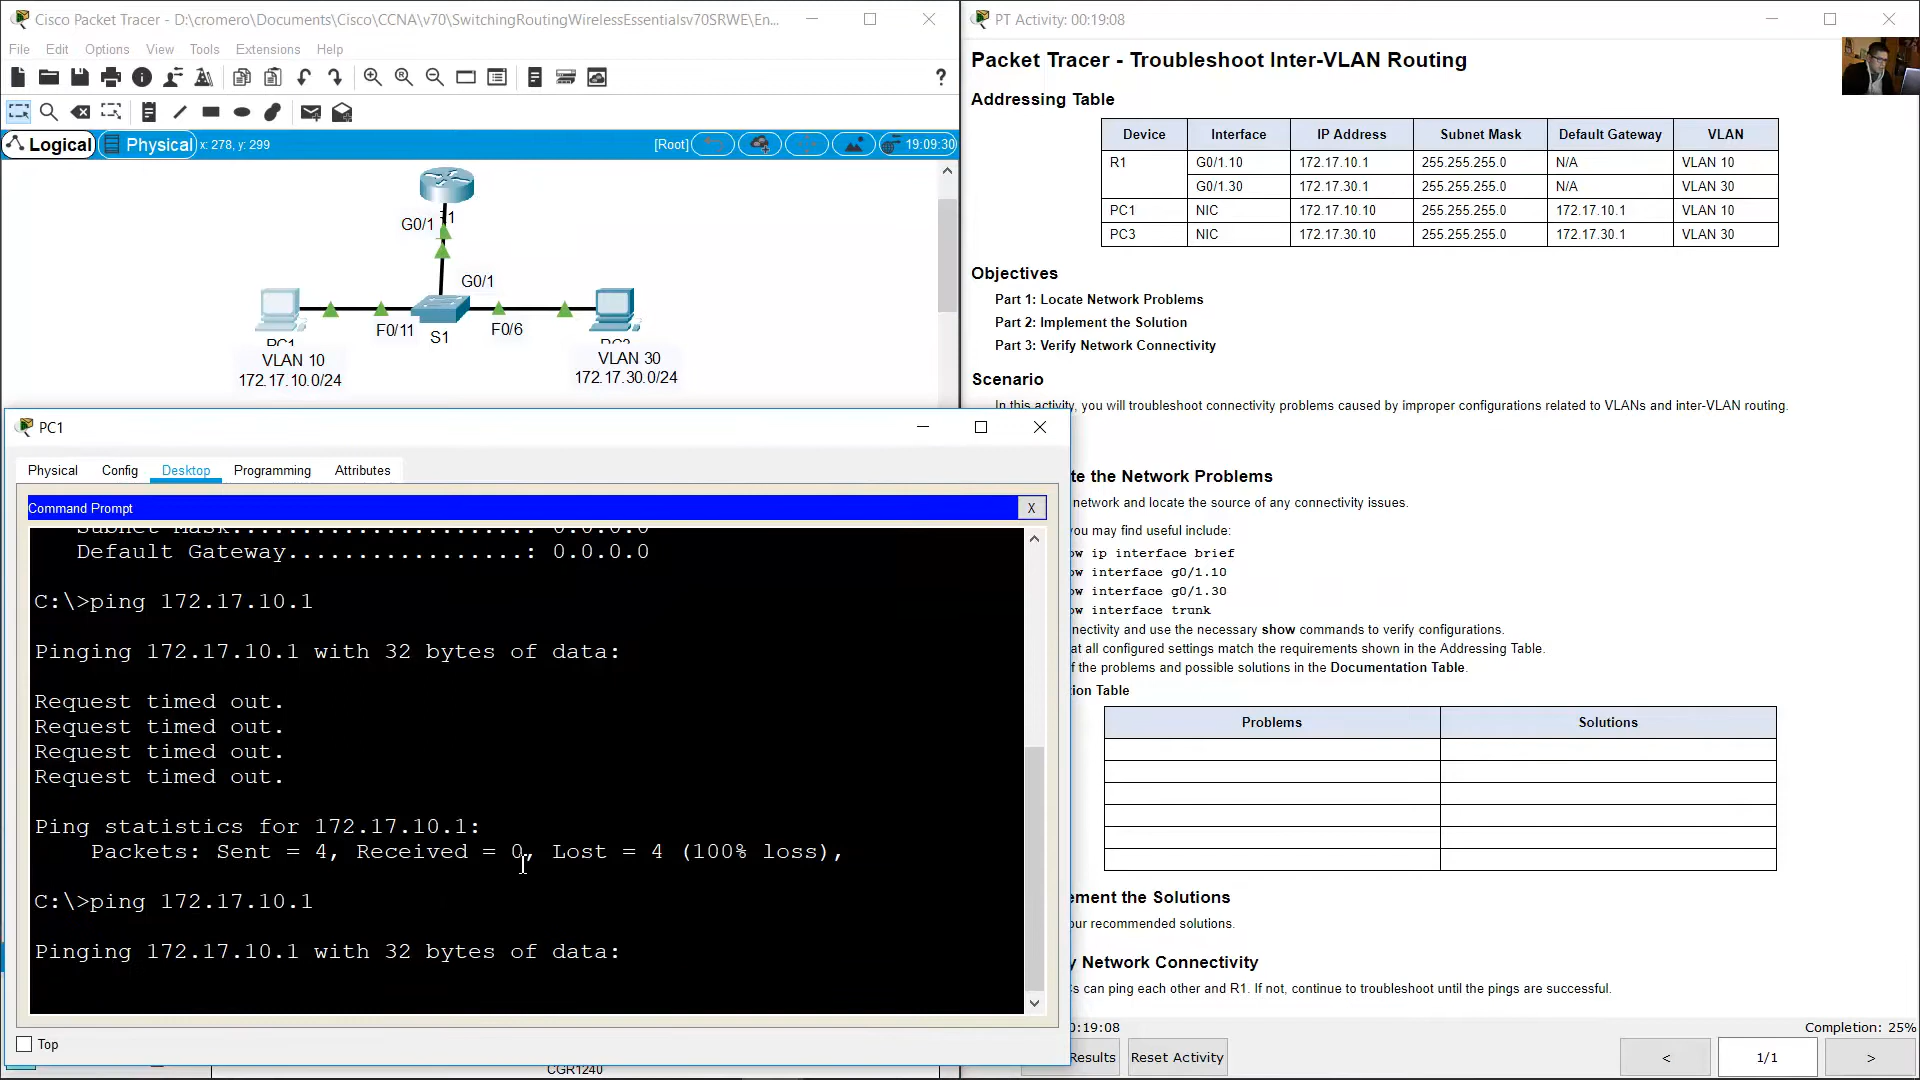 Cisco Packet Tracer - D:\cromero\Documents\Cisco\CCNA\v70\SwitchingRoutingWirelessEssentialsv70SRWE\En...
File Edit Options View Tools Extensions Help
?
Logical Physical x: 278, y: 299 [Root] 19:09:30
G0/1
G0/1
F0/11 S1 F0/6
VLAN 10
172.17.10.0/24
VLAN 30
172.17.30.0/24
PC1
Physical Config Desktop Programming Attributes
Command Prompt X
Subnet Mask......................: 0.0.0.0
Default Gateway.................: 0.0.0.0
C:\>ping 172.17.10.1
Pinging 172.17.10.1 with 32 bytes of data:
Request timed out.
Request timed out.
Request timed out.
Request timed out.
Ping statistics for 172.17.10.1:
Packets: Sent = 4, Received = 0, Lost = 4 (100% loss),
C:\>ping 172.17.10.1
Pinging 172.17.10.1 with 32 bytes of data:
Top
CGR1240
PT Activity: 00:19:08
Packet Tracer - Troubleshoot Inter-VLAN Routing
Addressing Table
Device Interface IP Address Subnet Mask Default Gateway VLAN
R1 G0/1.10 172.17.10.1 255.255.255.0 N/A VLAN 10
G0/1.30 172.17.30.1 255.255.255.0 N/A VLAN 30
PC1 NIC 172.17.10.10 255.255.255.0 172.17.10.1 VLAN 10
PC3 NIC 172.17.30.10 255.255.255.0 172.17.30.1 VLAN 30
Objectives
Part 1: Locate Network Problems
Part 2: Implement the Solution
Part 3: Verify Network Connectivity
Scenario
In this activity, you will troubleshoot connectivity problems caused by improper configurations related to VLANs and inter-VLAN routing.
te the Network Problems
network and locate the source of any connectivity issues.
you may find useful include:
ow ip interface brief
ow interface g0/1.10
ow interface g0/1.30
ow interface trunk
nectivity and use the necessary show commands to verify configurations.
at all configured settings match the requirements shown in the Addressing Table.
f the problems and possible solutions in the Documentation Table.
ion Table
Problems Solutions
ement the Solutions
our recommended solutions.
y Network Connectivity
s can ping each other and R1. If not, continue to troubleshoot until the pings are successful.
0:19:08 Completion: 25%
Results Reset Activity < 1/1 >